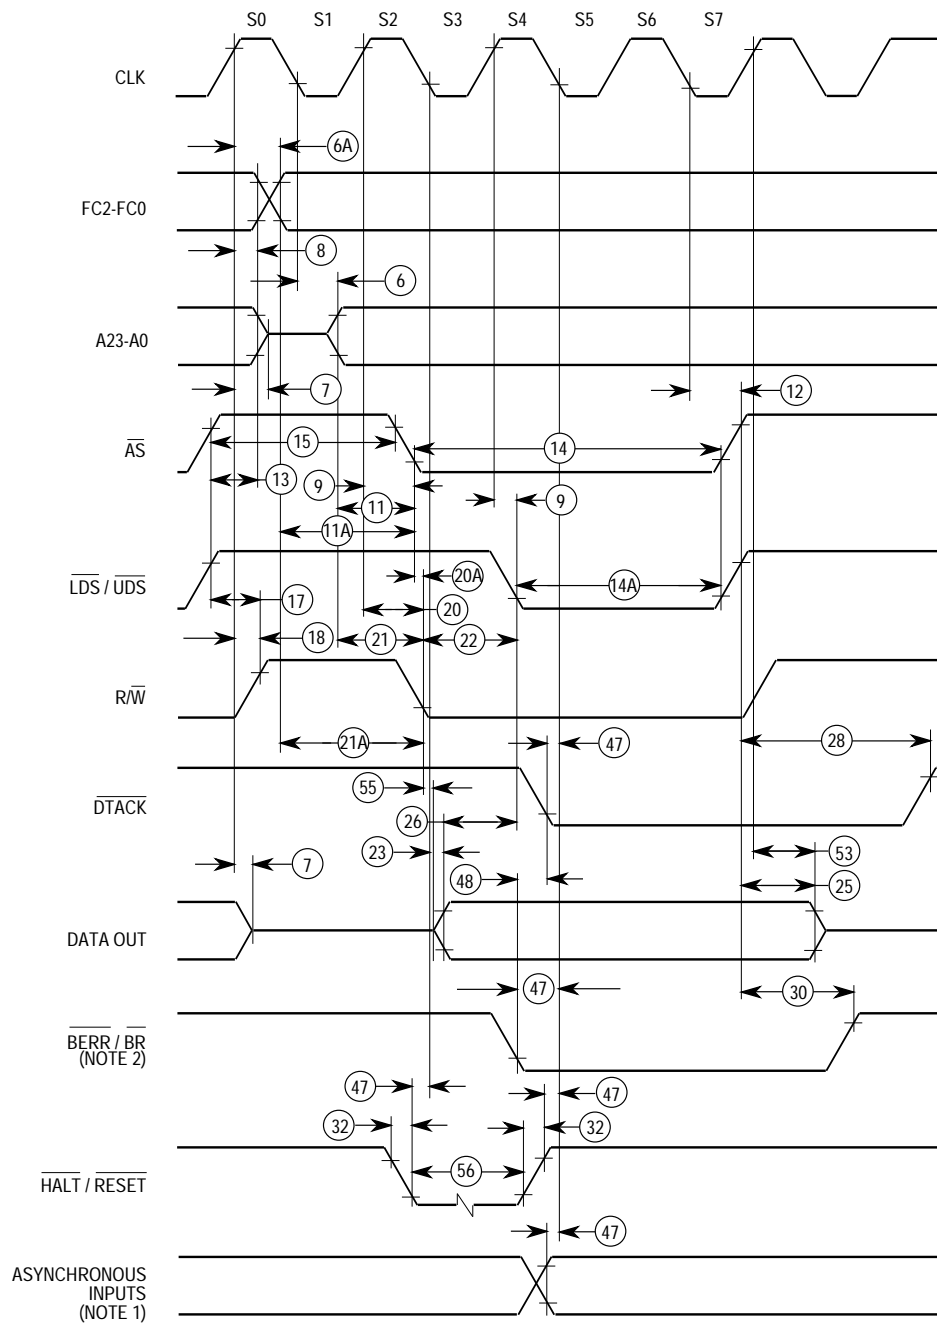 S0 S1 S2 S3 S4 S5 S6 S7
CLK
6A
FC2-FC0
8
6
A23-A0
7
12
AS
15
14
13
9
11
9
11A
LDS / UDS
20A
14A
17
20
18
21
22
R/W
21A
47
28
DTACK
55
26
23
53
7
48
25
DATA OUT
47
30
BERR / BR
(NOTE 2)
47
47
32
32
HALT / RESET
56
47
ASYNCHRONOUS
INPUTS
(NOTE 1)